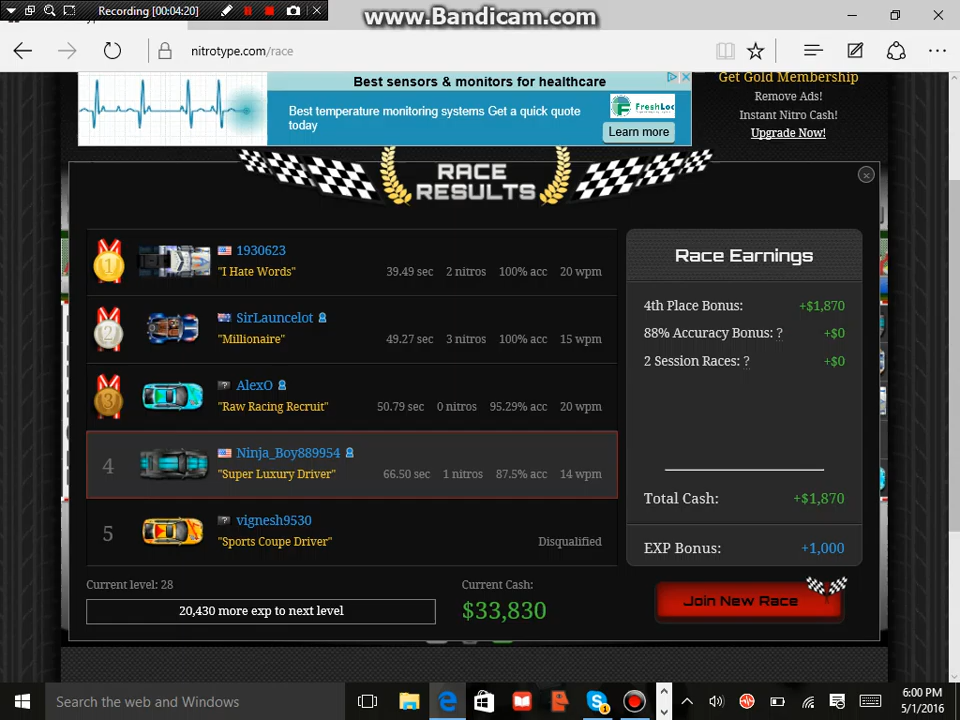 Recording [00:04:20]
www.Bandicam.com
nitrotype.com/race
Best sensors & monitors for healthcare
Best temperature monitoring systems Get a quick quote
today
FreshLoc
Learn more
Get Gold Membership
Remove Ads!
Instant Nitro Cash!
Upgrade Now!
RACE
RESULTS
1 1930623
"I Hate Words" 39.49 sec 2 nitros 100% acc 20 wpm
2 SirLauncelot
"Millionaire" 49.27 sec 3 nitros 100% acc 15 wpm
3 AlexO
"Raw Racing Recruit" 50.79 sec 0 nitros 95.29% acc 20 wpm
4 Ninja_Boy889954
"Super Luxury Driver" 66.50 sec 1 nitros 87.5% acc 14 wpm
5 vignesh9530
"Sports Coupe Driver" Disqualified
Race Earnings
4th Place Bonus: +$1,870
88% Accuracy Bonus: ? +$0
2 Session Races: ? +$0
Total Cash: +$1,870
EXP Bonus: +1,000
Current level: 28
20,430 more exp to next level
Current Cash:
$33,830
Join New Race
Search the web and Windows
6:00 PM
5/1/2016